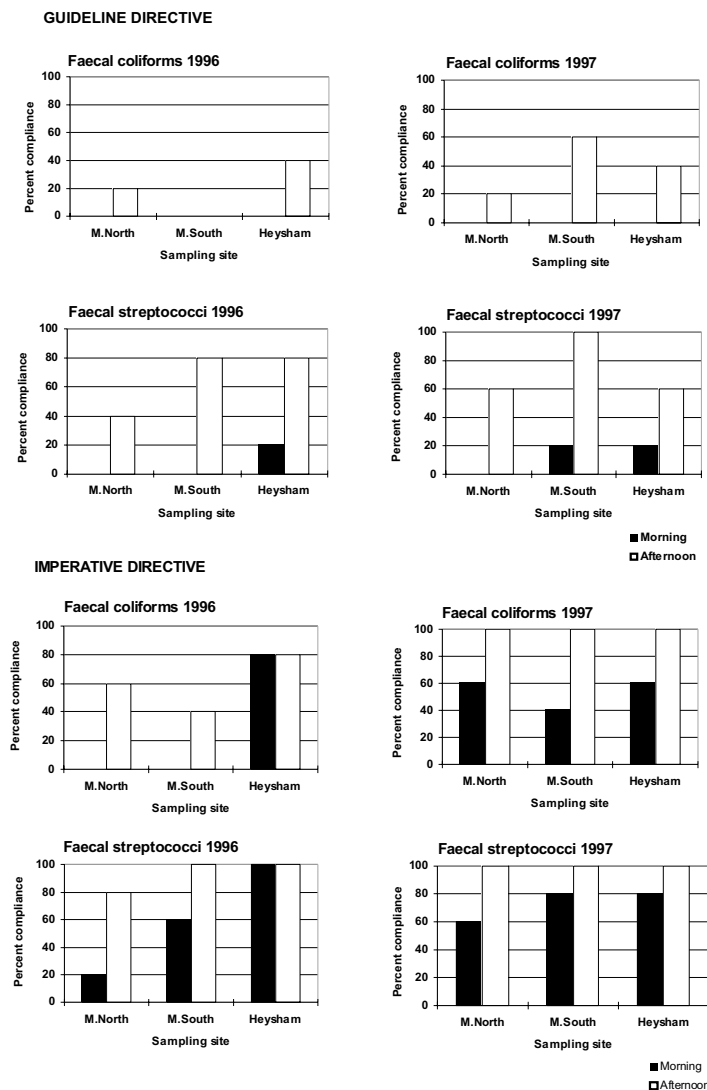 GUIDELINE DIRECTIVE
Faecal coliforms 1996
Percent compliance
100
80
60
40
20
0
M.North M.South Heysham
Sampling site
Faecal coliforms 1997
Percent compliance
100
80
60
40
20
0
M.North M.South Heysham
Sampling site
Faecal streptococci 1996
Percent compliance
100
80
60
40
20
0
M.North M.South Heysham
Sampling site
Faecal streptococci 1997
Percent compliance
100
80
60
40
20
0
M.North M.South Heysham
Sampling site
Morning
Afternoon
IMPERATIVE DIRECTIVE
Faecal coliforms 1996
Percent compliance
100
80
60
40
20
0
M.North M.South Heysham
Sampling site
Faecal coliforms 1997
Percent compliance
100
80
60
40
20
0
M.North M.South Heysham
Sampling site
Faecal streptococci 1996
Percent compliance
100
80
60
40
20
0
M.North M.South Heysham
Sampling site
Faecal streptococci 1997
Percent compliance
100
80
60
40
20
0
M.North M.South Heysham
Sampling site
Morning
Afternoon